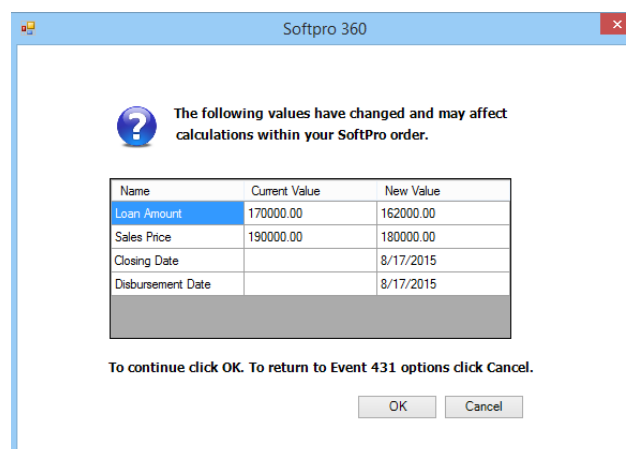 Softpro 360
The following values have changed and may affect
calculations within your SoftPro order.
Name Current Value New Value
Loan Amount 170000.00 162000.00
Sales Price 190000.00 180000.00
Closing Date 8/17/2015
Disbursement Date 8/17/2015
To continue click OK. To return to Event 431 options click Cancel.
OK Cancel